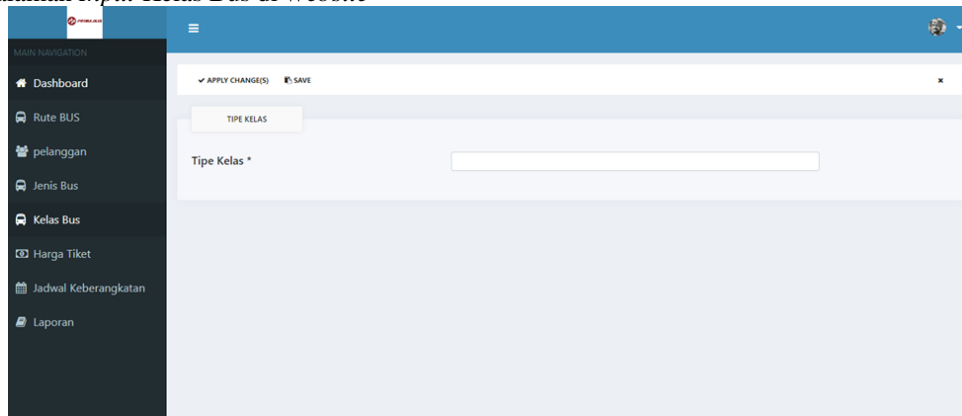 Input Kelas Bus di Website
MAIN NAVIGATION
Dashboard
Rute BUS
pelanggan
Jenis Bus
Kelas Bus
Harga Tiket
Jadwal Keberangkatan
Laporan
APPLY CHANGE(S) SAVE
TIPE KELAS
Tipe Kelas *